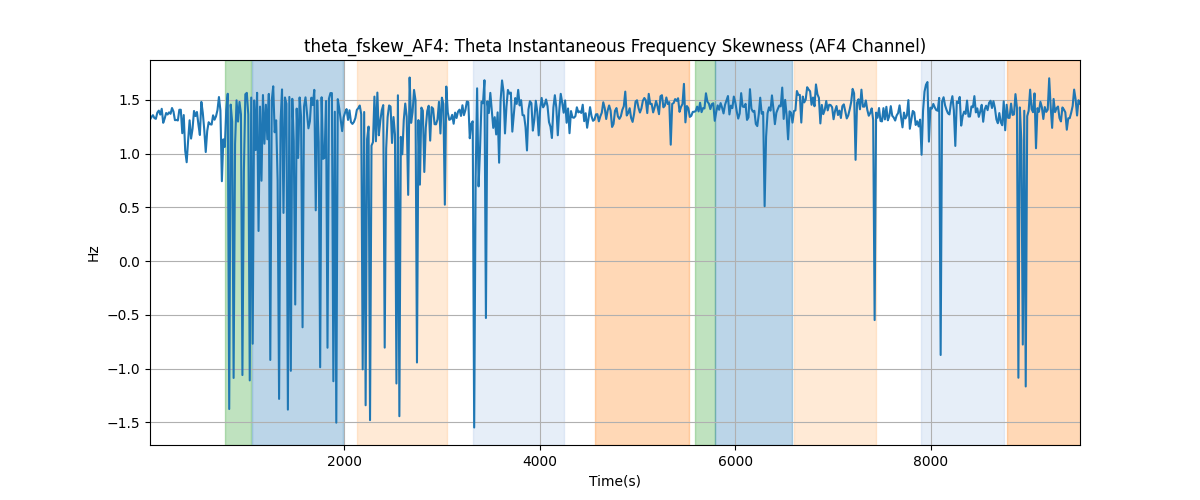 theta_fskew_AF4: Theta Instantaneous Frequency Skewness (AF4 Channel)
1.5
1.0
0.5
0.0
−0.5
−1.0
−1.5
Hz
2000 4000 6000 8000
Time(s)